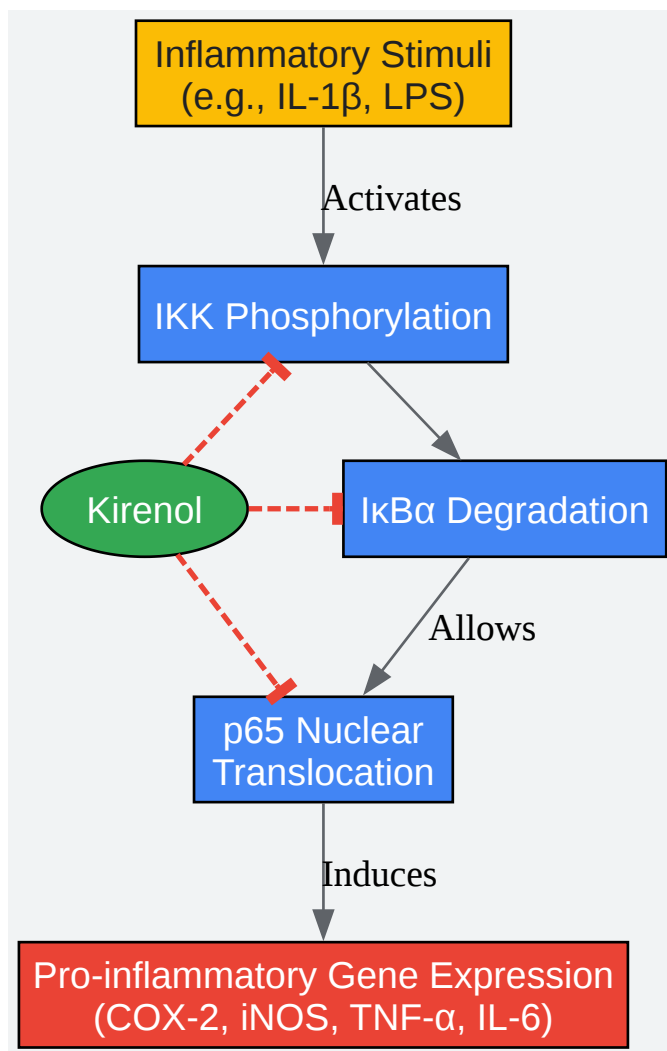 Inflammatory Stimuli
(e.g., IL-1β, LPS)
Activates
IKK Phosphorylation
Kirenol
IκBα Degradation
Allows
p65 Nuclear
Translocation
Induces
Pro-inflammatory Gene Expression
(COX-2, iNOS, TNF-α, IL-6)